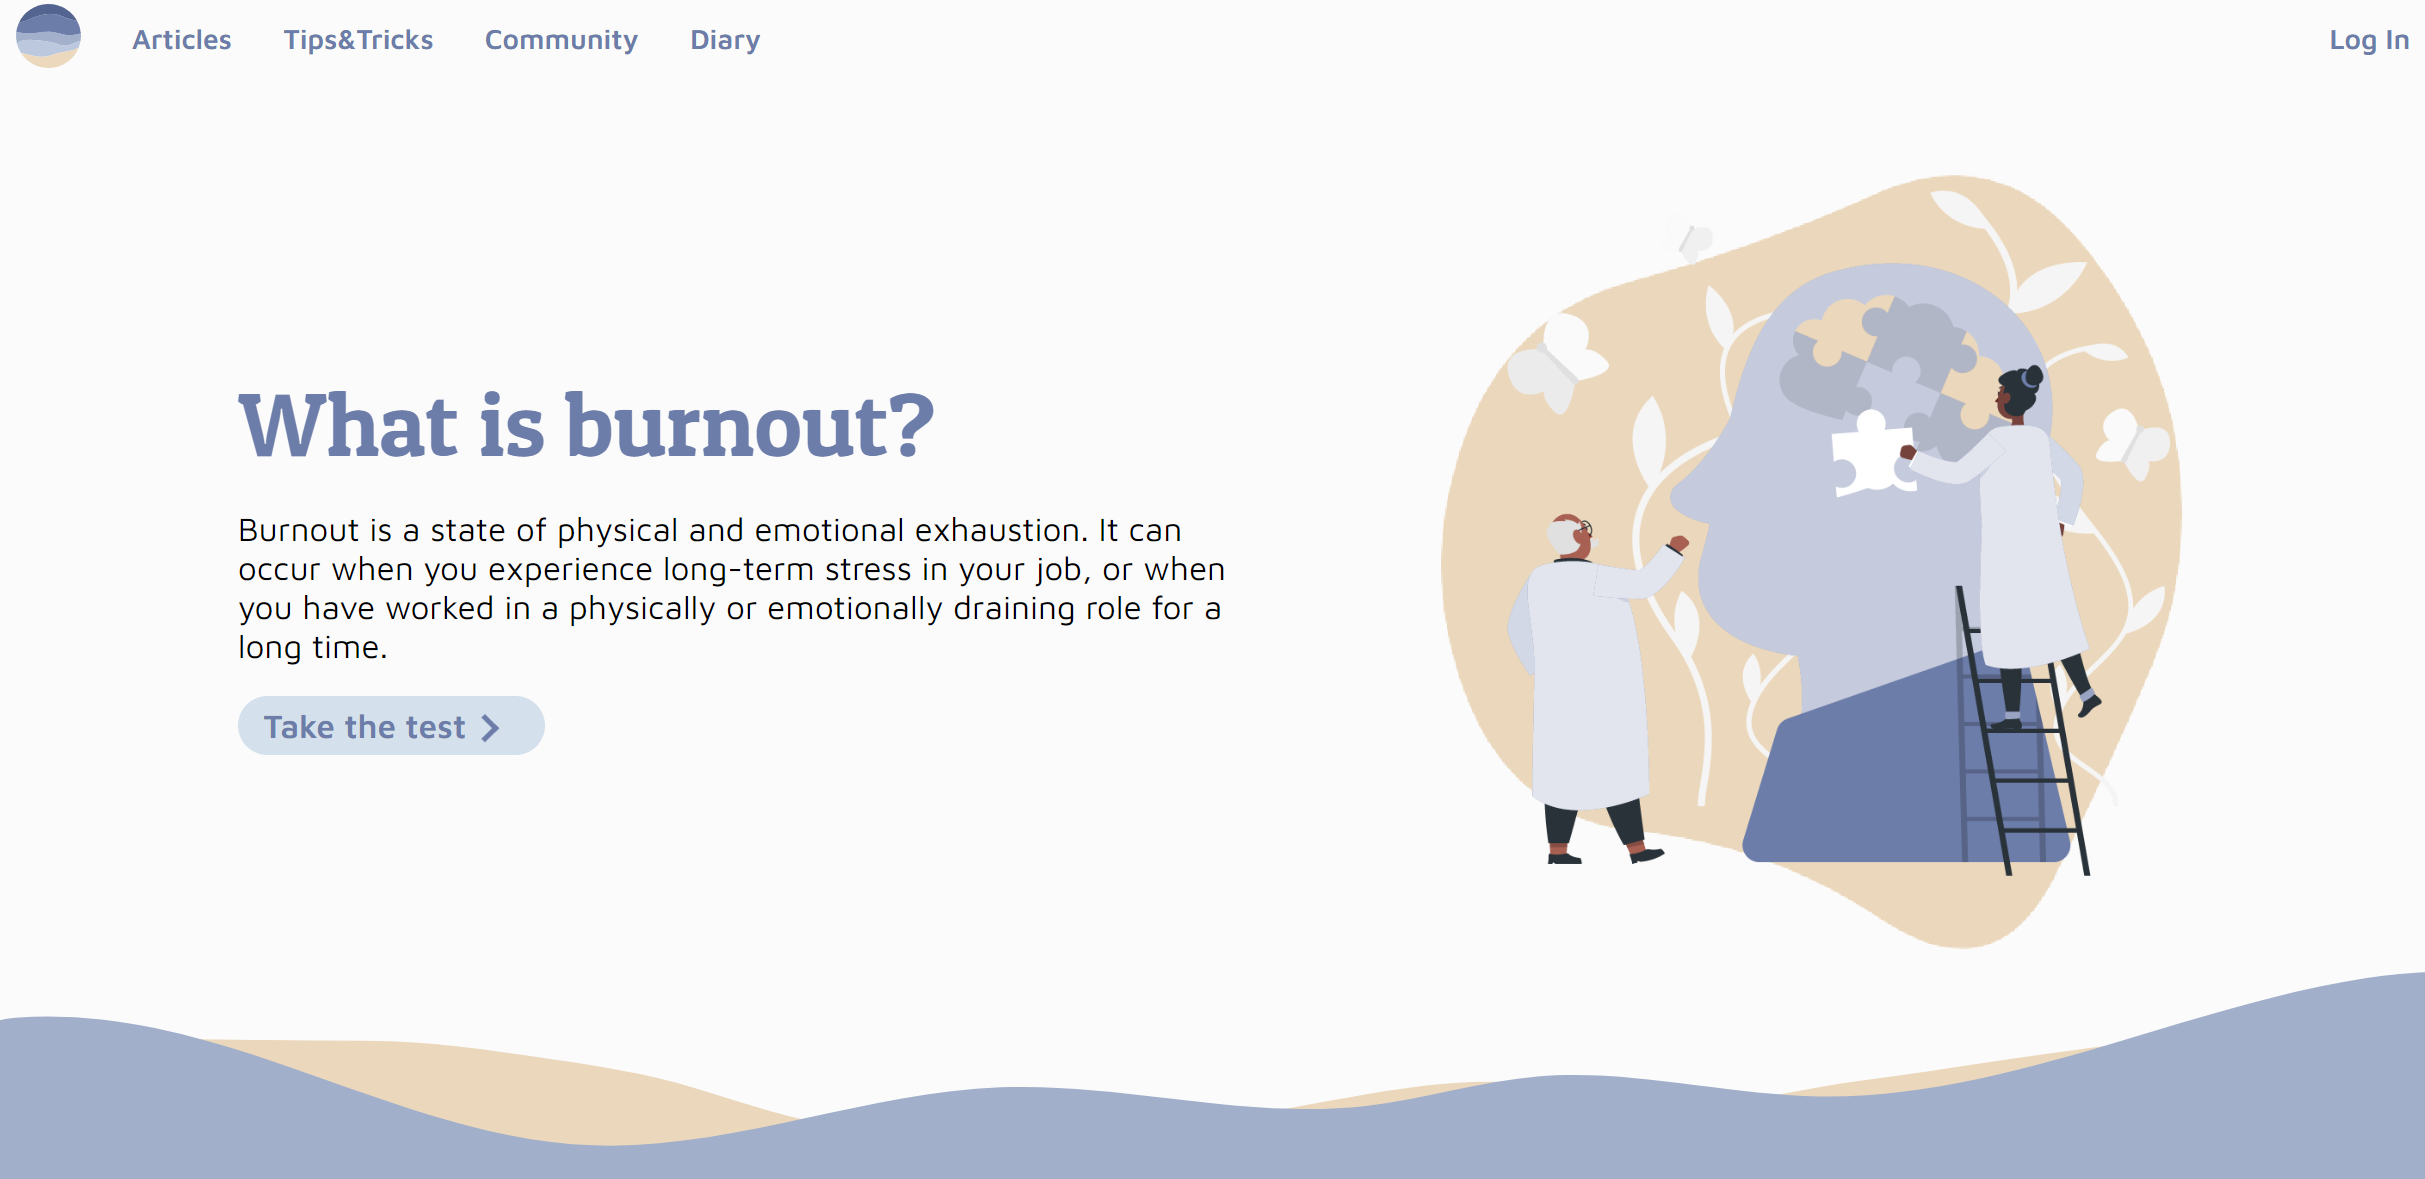 Articles Tips&Tricks Community Diary Log In
What is burnout?
Burnout is a state of physical and emotional exhaustion. It can
occur when you experience long-term stress in your job, or when
you have worked in a physically or emotionally draining role for a
long time.
Take the test